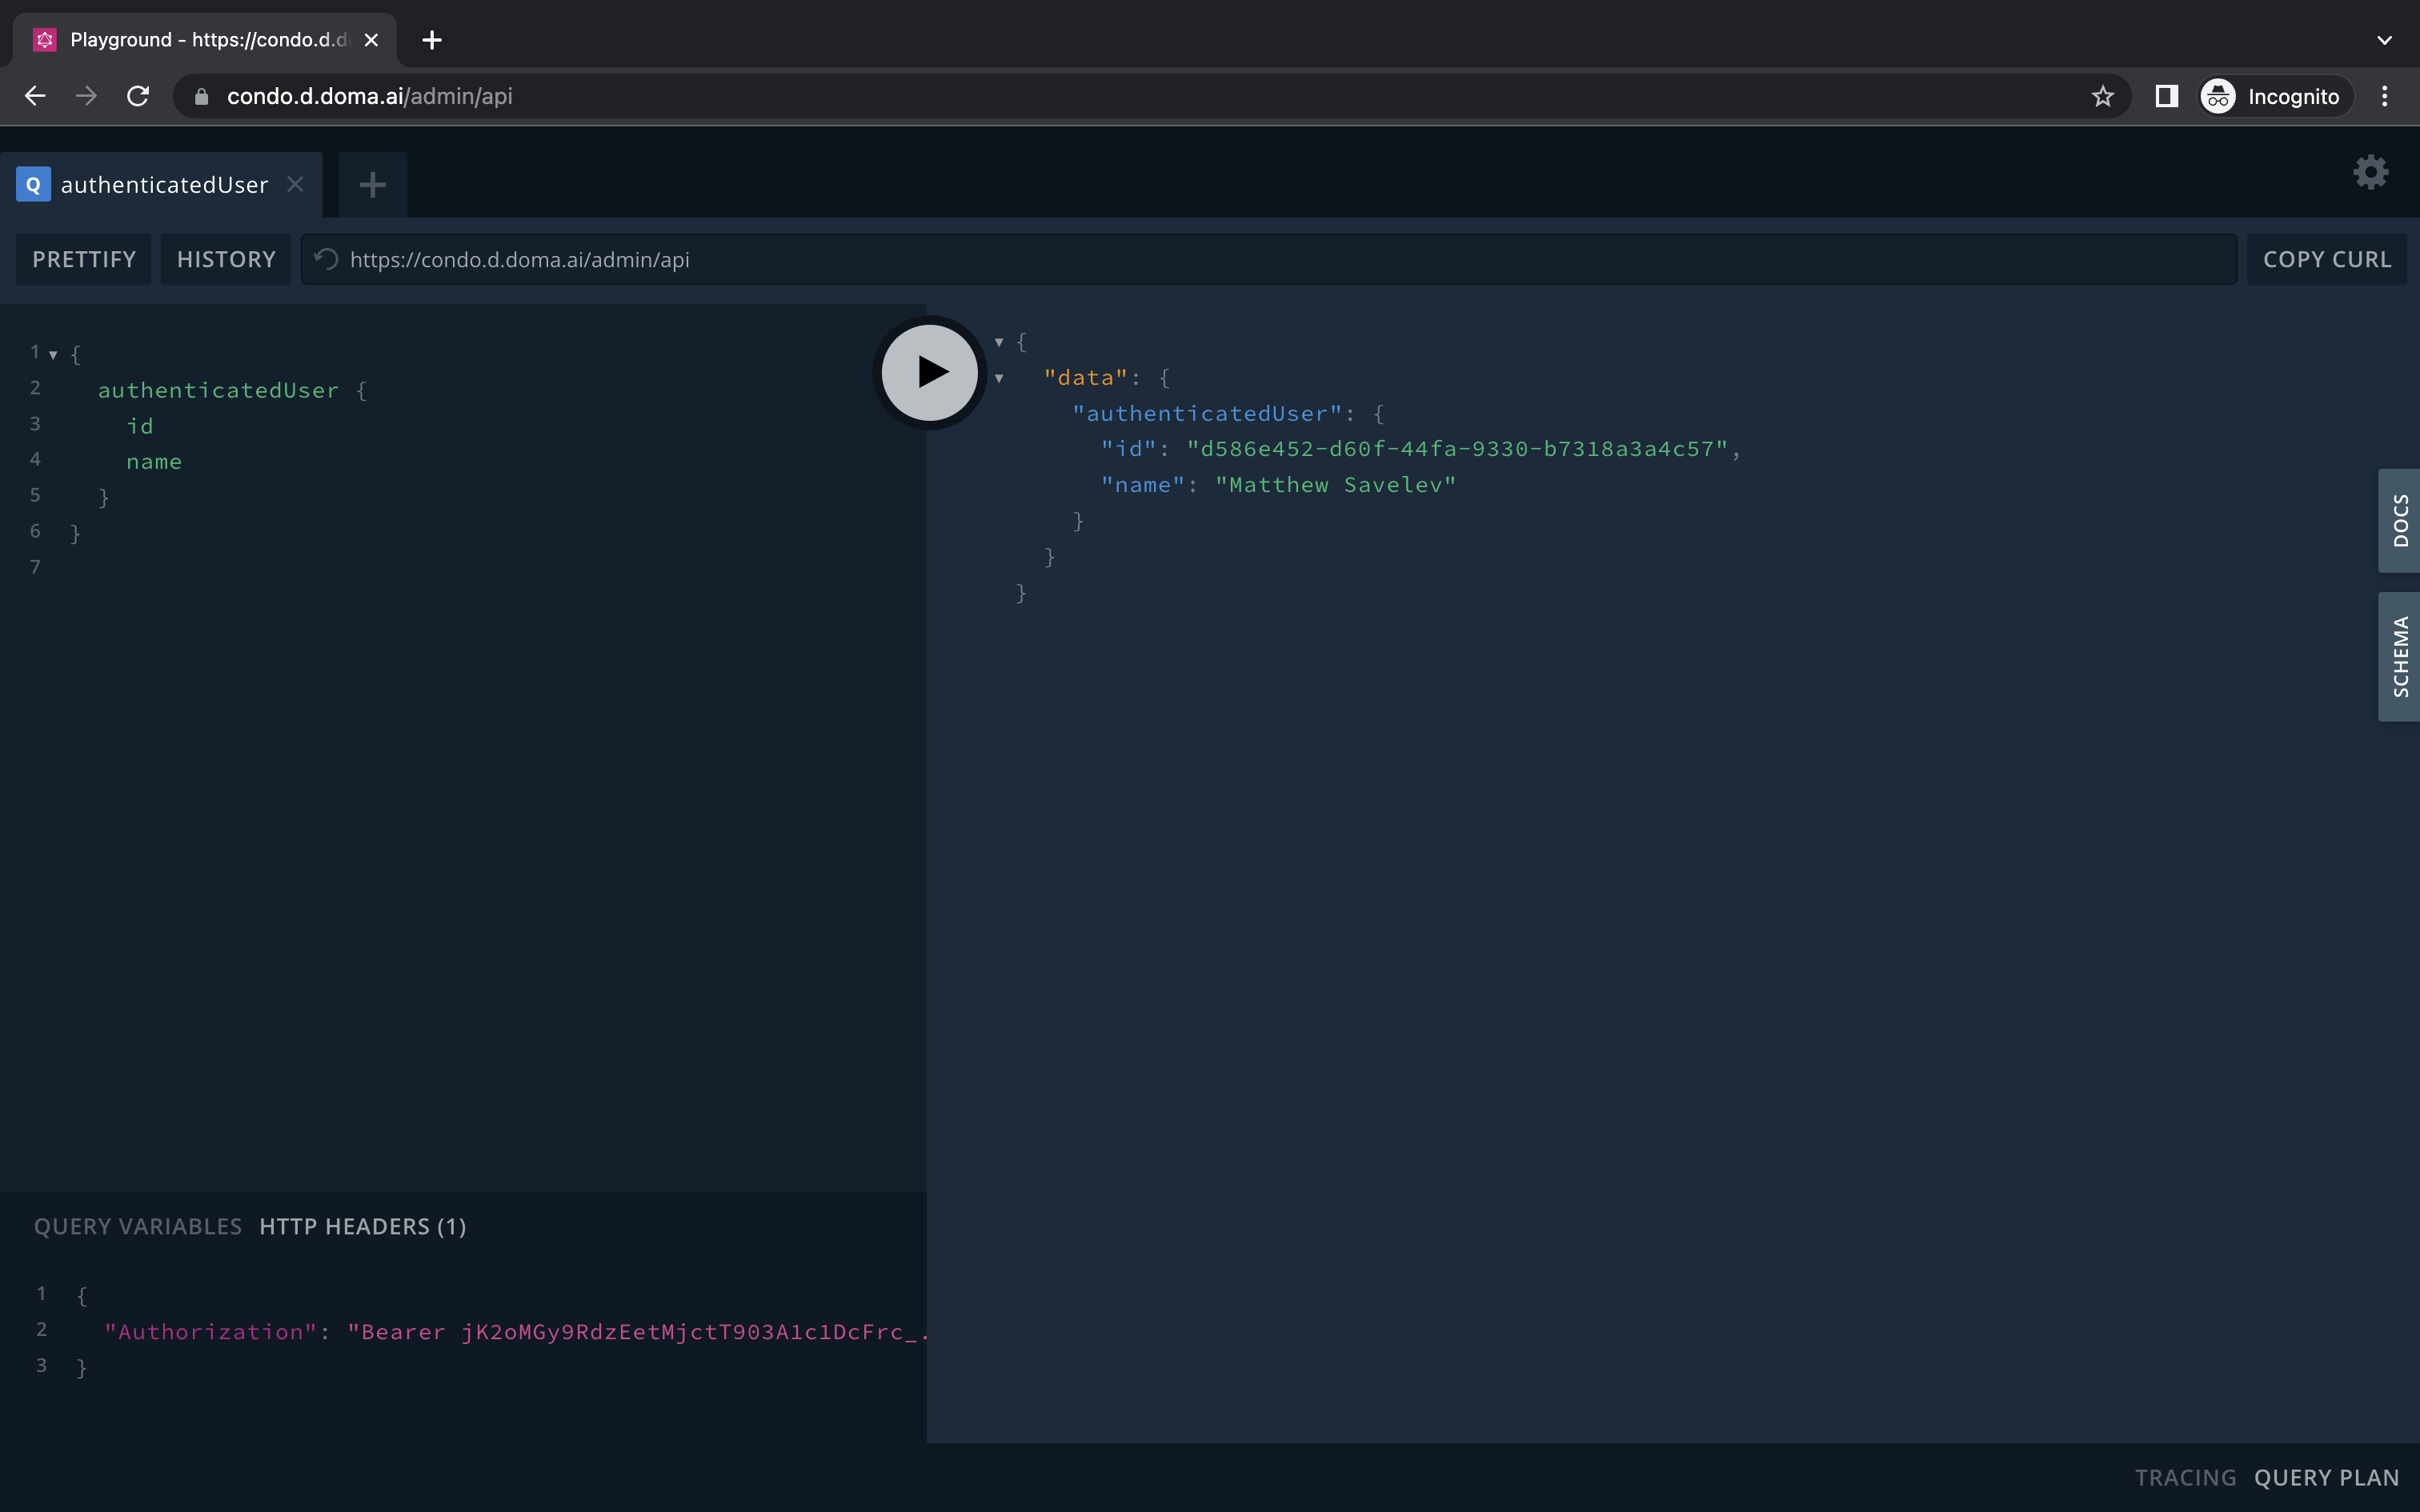 Playground - https://condo.d.d
condo.d.doma.ai/admin/api
Incognito
Q authenticatedUser
PRETTIFY HISTORY https://condo.d.doma.ai/admin/api COPY CURL
1 {
2 authenticatedUser {
3 id
4 name
5 }
6 }
7
{
"data": {
"authenticatedUser": {
"id": "d586e452-d60f-44fa-9330-b7318a3a4c57",
"name": "Matthew Savelev"
}
}
}
DOCS
SCHEMA
QUERY VARIABLES HTTP HEADERS (1)
1 {
2 "Authorization": "Bearer jK2oMGy9RdzEetMjctT903A1c1DcFrc_.
3 }
TRACING QUERY PLAN